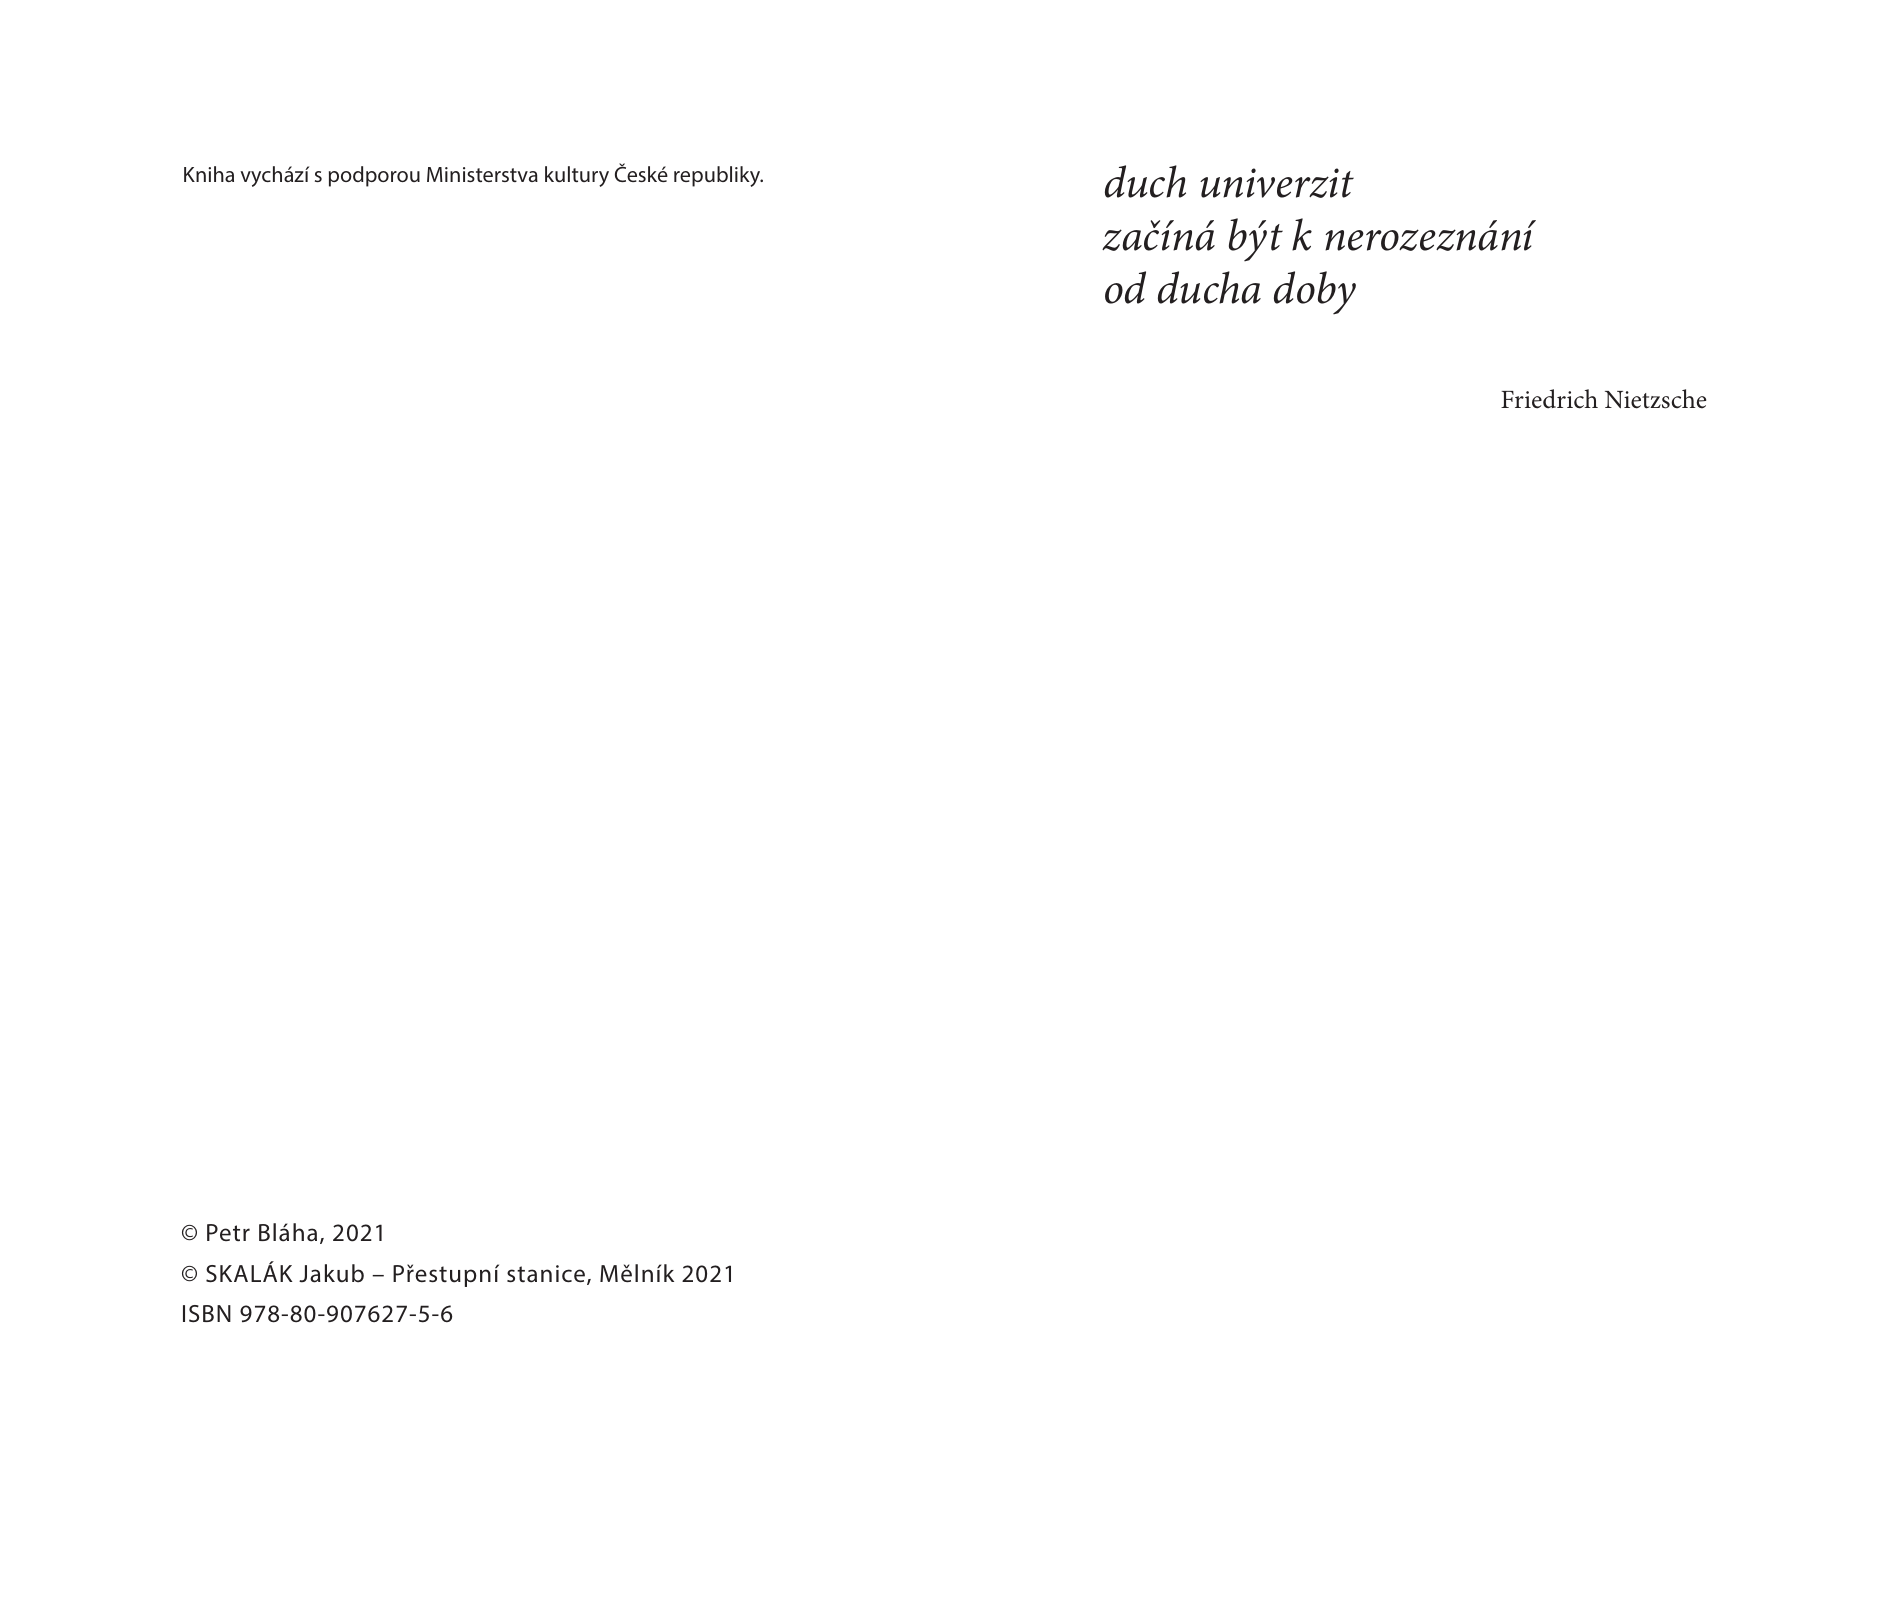 Kniha vychází s podporou Ministerstva kultury České republiky.
© Petr Bláha, 2021
© SKALÁK Jakub – Přestupní stanice, Mělník 2021
ISBN 978-80-907627-5-6
duch univerzit
začíná být k nerozeznání
od ducha doby
Friedrich Nietzsche